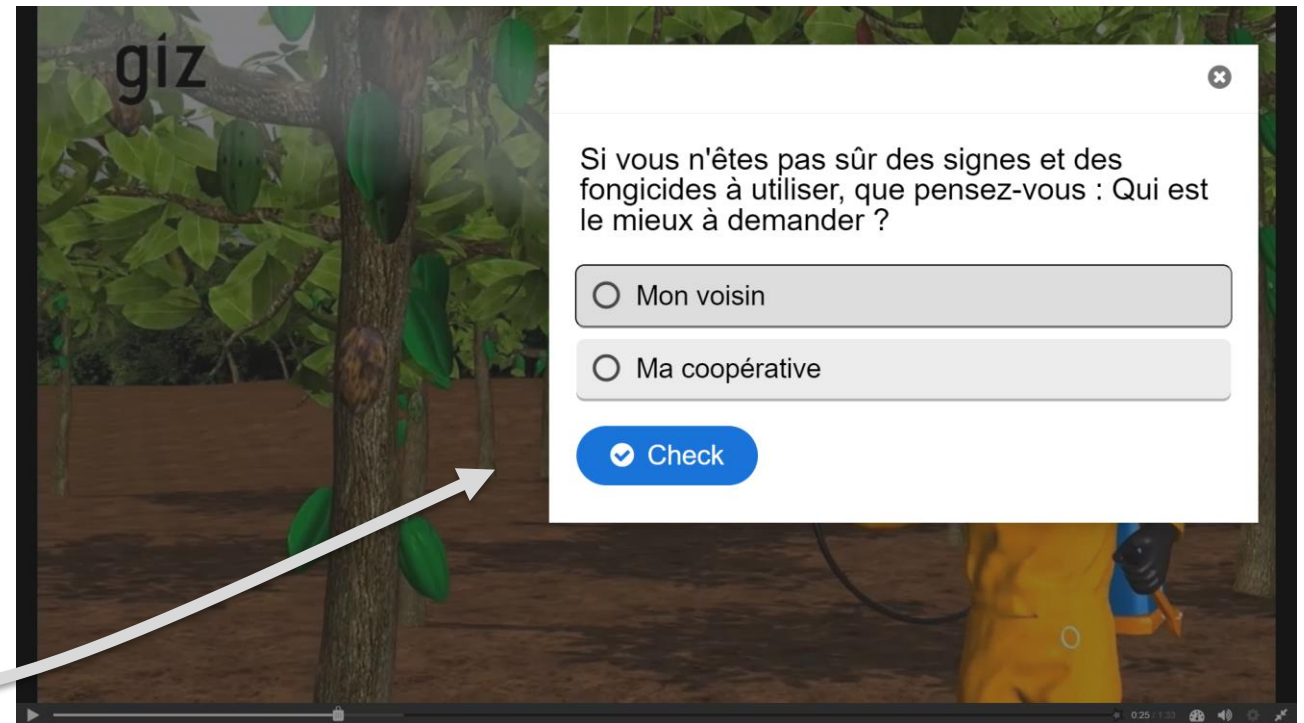 giz
Si vous n'êtes pas sûr des signes et des
fongicides à utiliser, que pensez-vous : Qui est
le mieux à demander ?
Mon voisin
Ma coopérative
Check
0:25 / 1:33